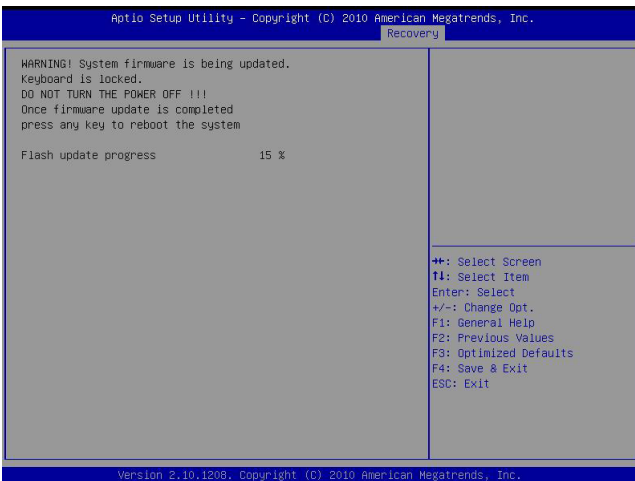 Aptio Setup Utility – Copyright (C) 2010 American Megatrends, Inc.
Recovery
WARNING! System firmware is being updated.
Keyboard is locked.
DO NOT TURN THE POWER OFF !!!
Once firmware update is completed
press any key to reboot the system
Flash update progress 15 %
→←: Select Screen
↑↓: Select Item
Enter: Select
+/-: Change Opt.
F1: General Help
F2: Previous Values
F3: Optimized Defaults
F4: Save & Exit
ESC: Exit
Version 2.10.1208. Copyright (C) 2010 American Megatrends, Inc.